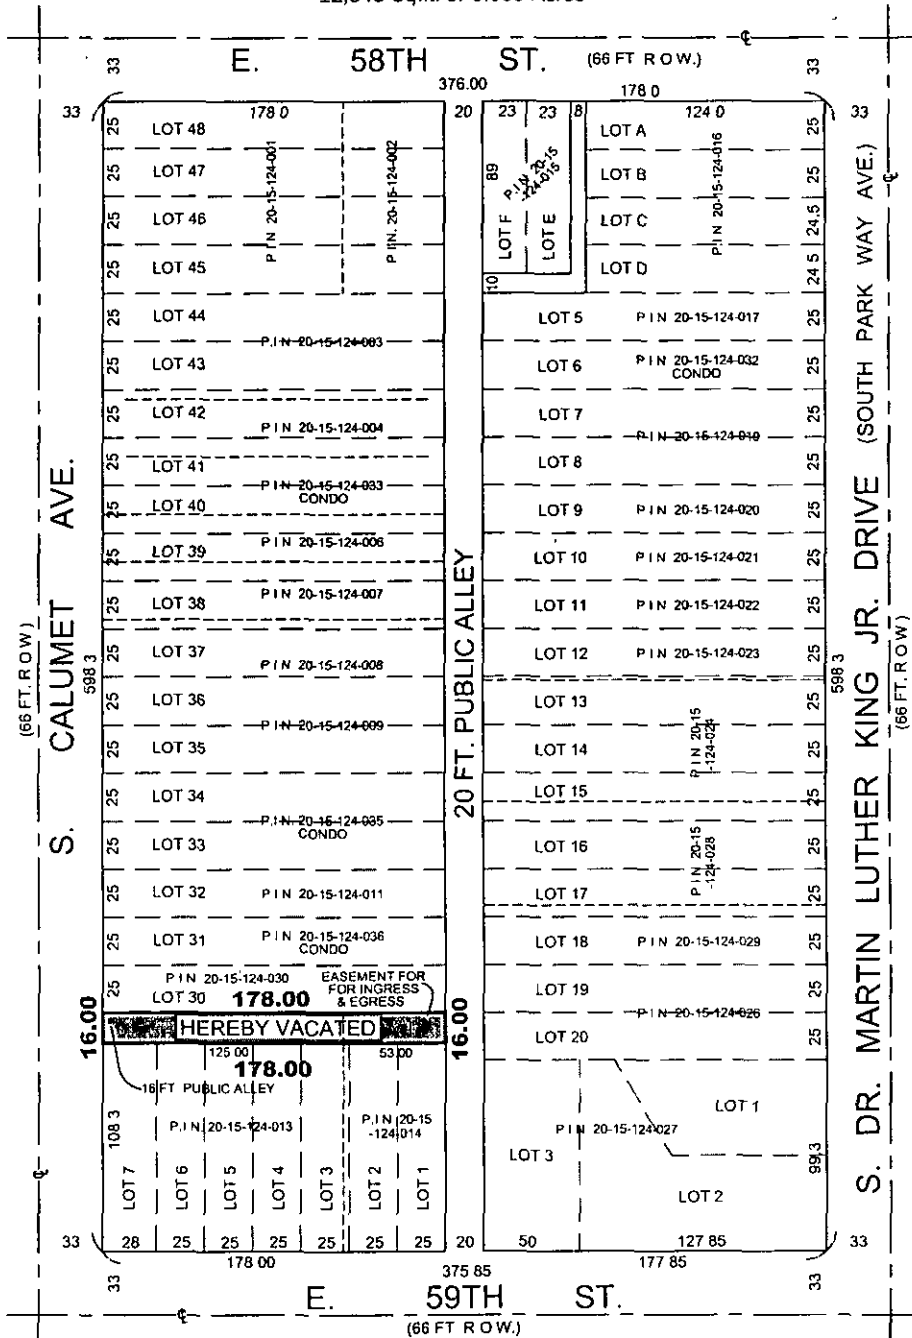 E. 58TH ST. (66 FT R O W.)
33
33
376.00
33
178 0
20
23
23
8
178 0
124 0
33
25 LOT 48
25 LOT 47
25 LOT 46
25 LOT 45
P I N 20-15-124-001
P I N. 20-15-124-002
25 LOT 44
P.I N 20-15-124-003
25 LOT 43
25 LOT 42
P I N 20-15-124-004
25 LOT 41
P I N 20-15-124-033
CONDO
25 LOT 40
25 LOT 39
P I N 20-15-124-006
25 LOT 38
P I N 20-15-124-007
25 LOT 37
P I N 20-15-124-008
25 LOT 36
P I N 20-15-124-009
25 LOT 35
25 LOT 34
P.I N. 20-15-124-035
CONDO
25 LOT 33
25 LOT 32 P I N 20-15-124-011
25 LOT 31 P I N 20-15-124-036
CONDO
P I N 20-15-124-030
25 LOT 30
178.00
EASEMENT FOR
FOR INGRESS
& EGRESS
16.00
HEREBY VACATED
16.00
125 00
53 00
178.00
16 FT PUBLIC ALLEY
108 3
P.I N. 20-15-124-013
P.I N 20-15
-124-014
LOT 7
LOT 6
LOT 5
LOT 4
LOT 3
LOT 2
LOT 1
28
25
25
25
25
25
25
178 00
20 FT. PUBLIC ALLEY
89
10
LOT F
LOT E
P.I N 20-15
-124-015
LOT A 25
LOT B 25
LOT C 24.5
LOT D 24 5
P I N 20-15-124-016
LOT 5 P I N 20-15-124-017 25
LOT 6 P I N 20-15-124-032 25
CONDO
LOT 7 25
P I N 20-15-124-019
LOT 8 25
LOT 9 P I N 20-15-124-020 25
LOT 10 P I N 20-15-124-021 25
LOT 11 P I N 20-15-124-022 25
LOT 12 P I N 20-15-124-023 25
LOT 13 25
LOT 14 25
P I N 20-15
-124-024
LOT 15 25
LOT 16 25
P I N 20-15
-124-028
LOT 17 25
LOT 18 P I N 20-15-124-029 25
LOT 19 25
P I N 20-15-124-026
LOT 20 25
LOT 1
P I N 20-15-124-027
LOT 3
LOT 2
99.3
20
50
127 85
375 85
177 85
33
33
33
33
(66 FT. R O W)
S. CALUMET AVE.
598 3
598 3
S. DR. MARTIN LUTHER KING JR. DRIVE (SOUTH PARK WAY AVE.)
(66 FT. R O W)
E. 59TH ST.
(66 FT R O W.)